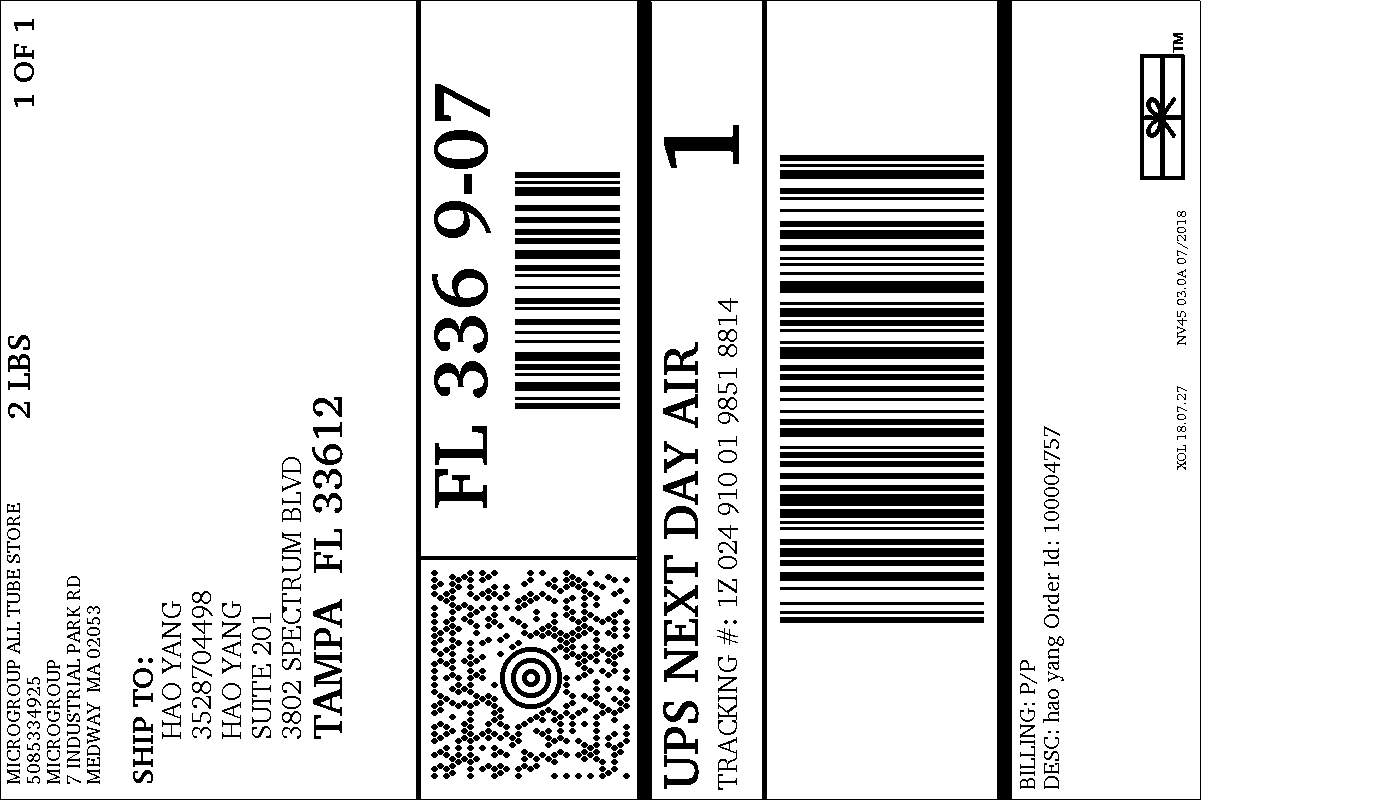 MICROGROUP ALL TUBE STORE
5085334925
MICROGROUP
7 INDUSTRIAL PARK RD
MEDWAY MA 02053
2 LBS
1 OF 1
SHIP TO:
HAO YANG
3528704498
HAO YANG
SUITE 201
3802 SPECTRUM BLVD
TAMPA FL 33612
FL 336 9-07
UPS NEXT DAY AIR
1
TRACKING #: 1Z 024 910 01 9851 8814
BILLING: P/P
DESC: hao yang Order Id: 100004757
XOL 18.07.27
NV45 03.0A 07/2018
TM